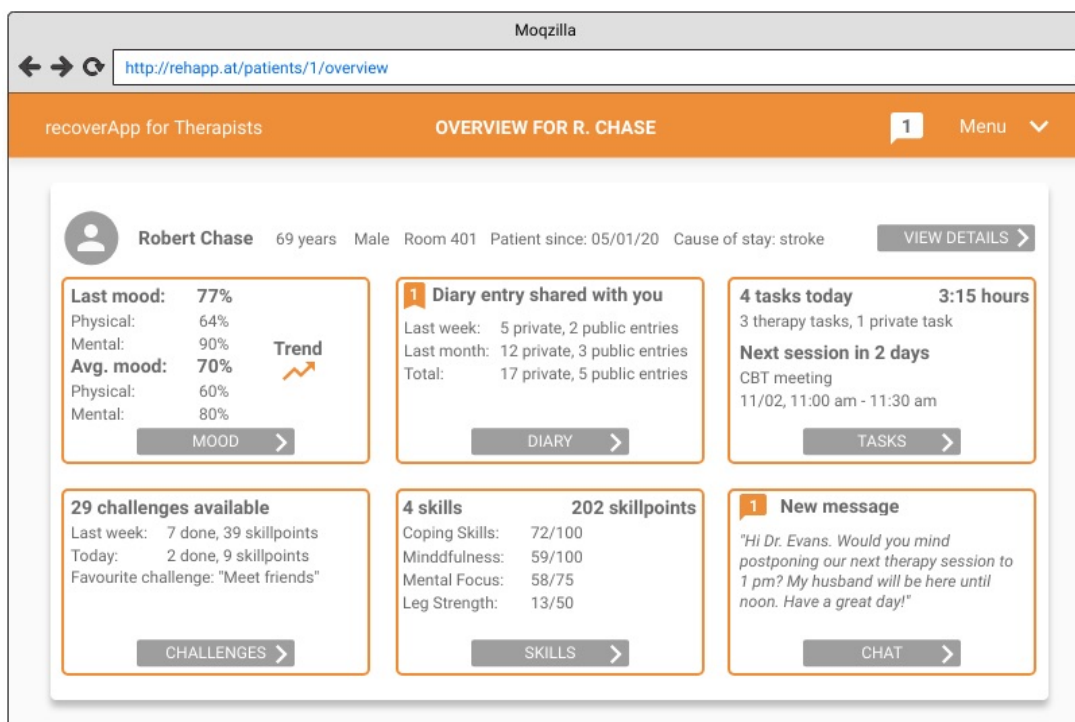 Moqzilla
http://rehapp.at/patients/1/overview
recoverApp for Therapists OVERVIEW FOR R. CHASE 1 Menu
Robert Chase 69 years Male Room 401 Patient since: 05/01/20 Cause of stay: stroke VIEW DETAILS
Last mood: 77%
Physical: 64%
Mental: 90%
Trend
Avg. mood: 70%
Physical: 60%
Mental: 80%
MOOD
1 Diary entry shared with you
Last week: 5 private, 2 public entries
Last month: 12 private, 3 public entries
Total: 17 private, 5 public entries
DIARY
4 tasks today 3:15 hours
3 therapy tasks, 1 private task
Next session in 2 days
CBT meeting
11/02, 11:00 am - 11:30 am
TASKS
29 challenges available
Last week: 7 done, 39 skillpoints
Today: 2 done, 9 skillpoints
Favourite challenge: "Meet friends"
CHALLENGES
4 skills 202 skillpoints
Coping Skills: 72/100
Minddfulness: 59/100
Mental Focus: 58/75
Leg Strength: 13/50
SKILLS
1 New message
"Hi Dr. Evans. Would you mind
postponing our next therapy session to
1 pm? My husband will be here until
noon. Have a great day!"
CHAT